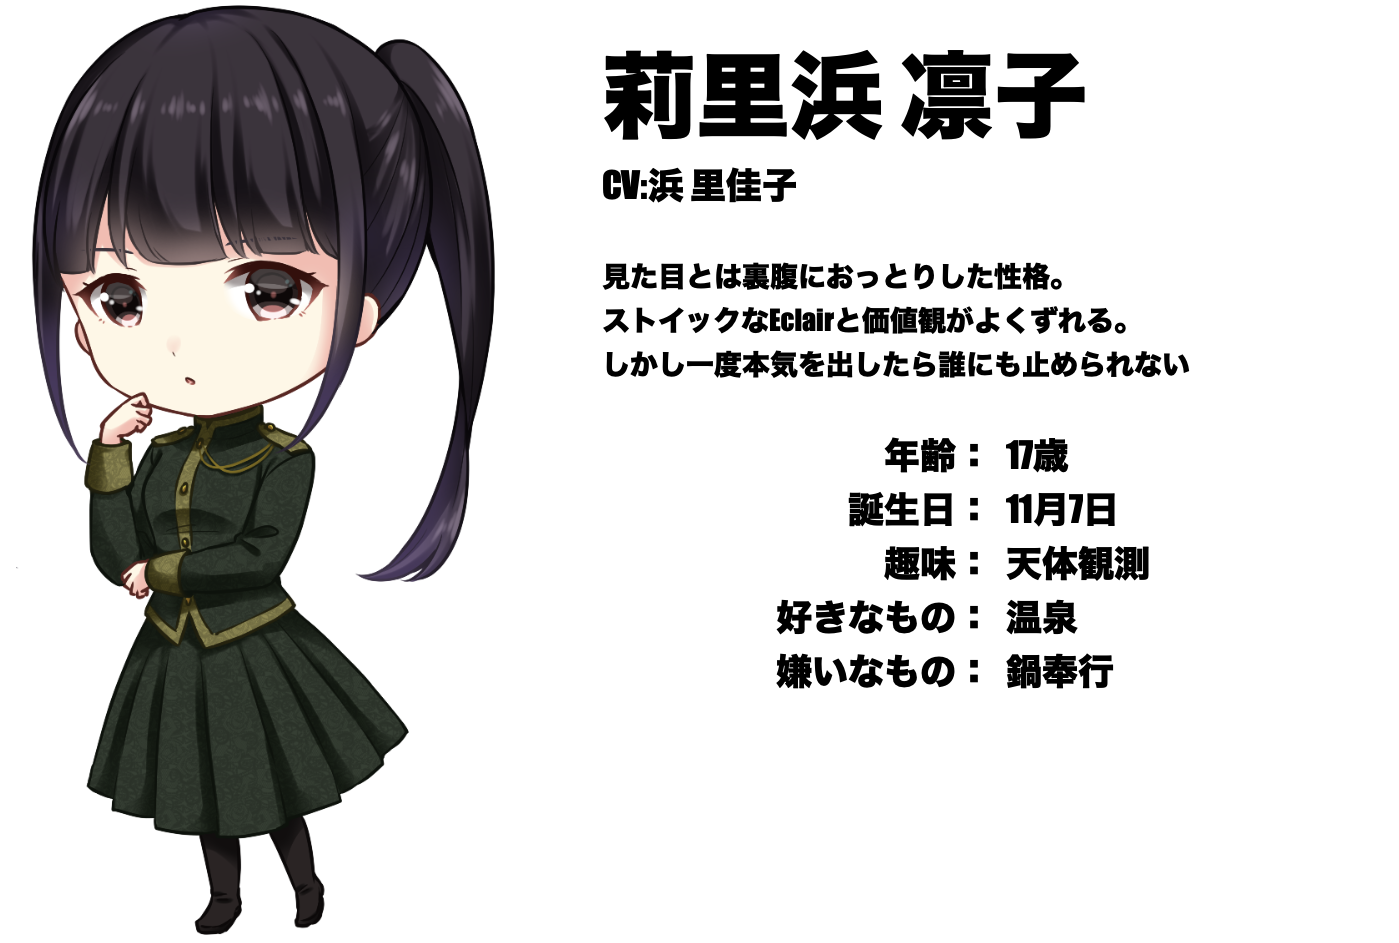 莉里浜 凛子
CV:浜 里佳子
見た目とは裏腹におっとりした性格。
ストイックなEclairと価値観がよくずれる。
しかし一度本気を出したら誰にも止められない
年齢： 17歳
誕生日： 11月7日
趣味： 天体観測
好きなもの： 温泉
嫌いなもの： 鍋奉行